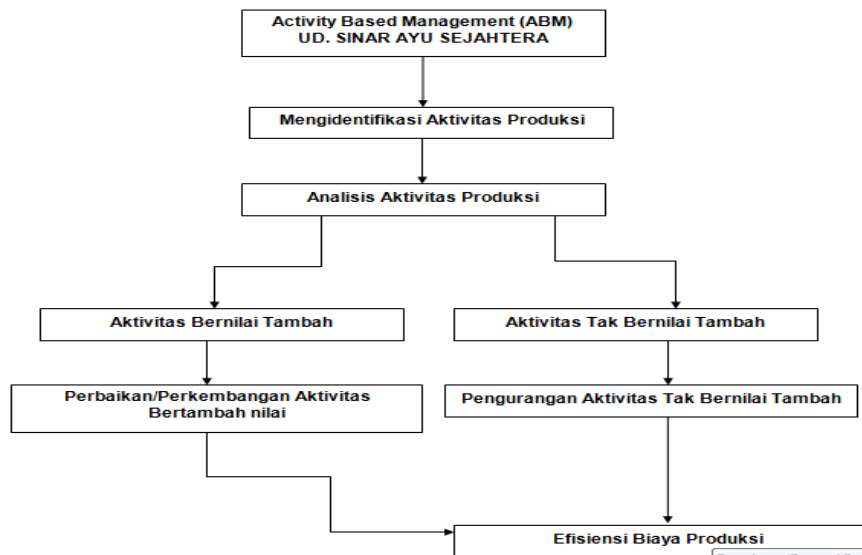 Activity Based Management (ABM)
UD. SINAR AYU SEJAHTERA
Mengidentifikasi Aktivitas Produksi
Analisis Aktivitas Produksi
Aktivitas Bernilai Tambah
Aktivitas Tak Bernilai Tambah
Perbaikan/Perkembangan Aktivitas
Bertambah nilai
Pengurangan Aktivitas Tak Bernilai Tambah
Efisiensi Biaya Produksi